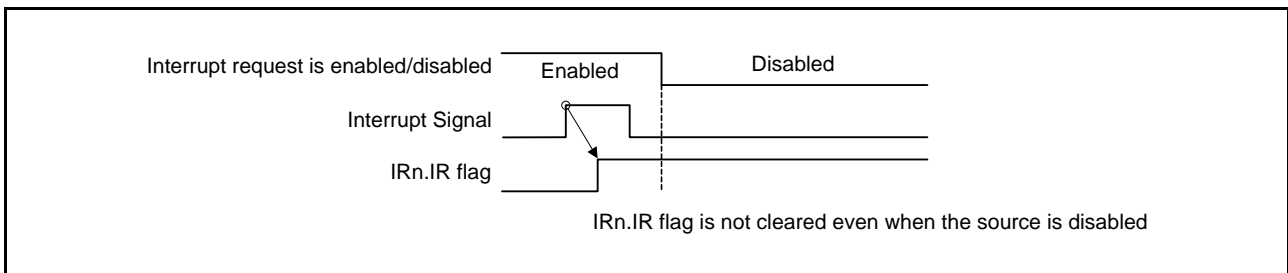 Interrupt request is enabled/disabled
Enabled
Disabled
Interrupt Signal
IRn.IR flag
IRn.IR flag is not cleared even when the source is disabled